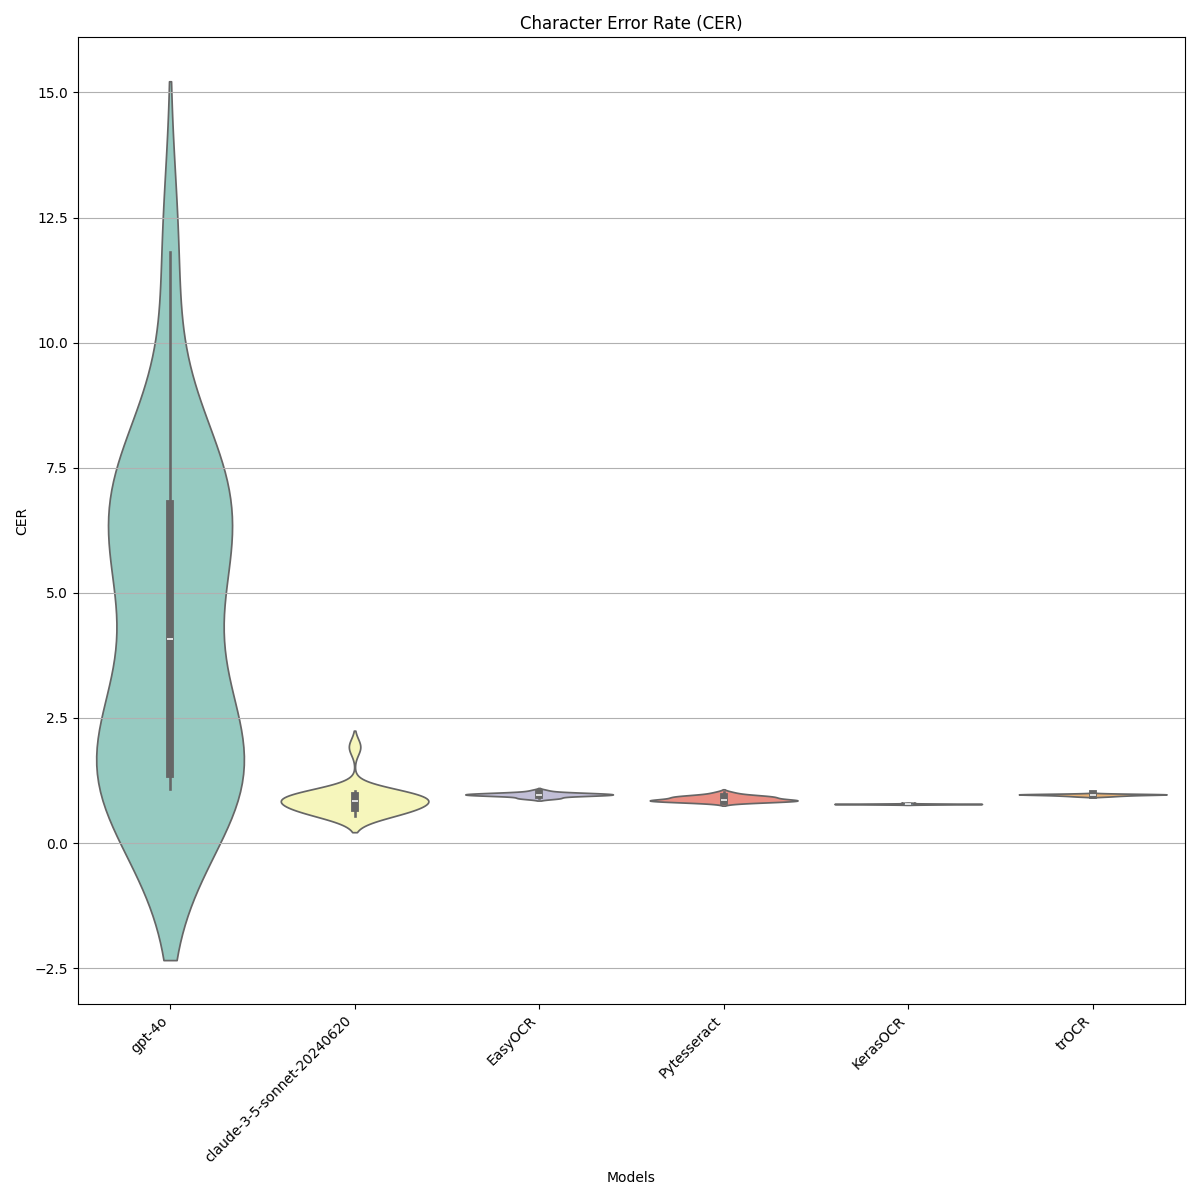 Character Error Rate (CER)
15.0
12.5
10.0
7.5
5.0
2.5
0.0
−2.5
CER
gpt-4o
claude-3-5-sonnet-20240620
EasyOCR
Pytesseract
KerasOCR
trOCR
Models